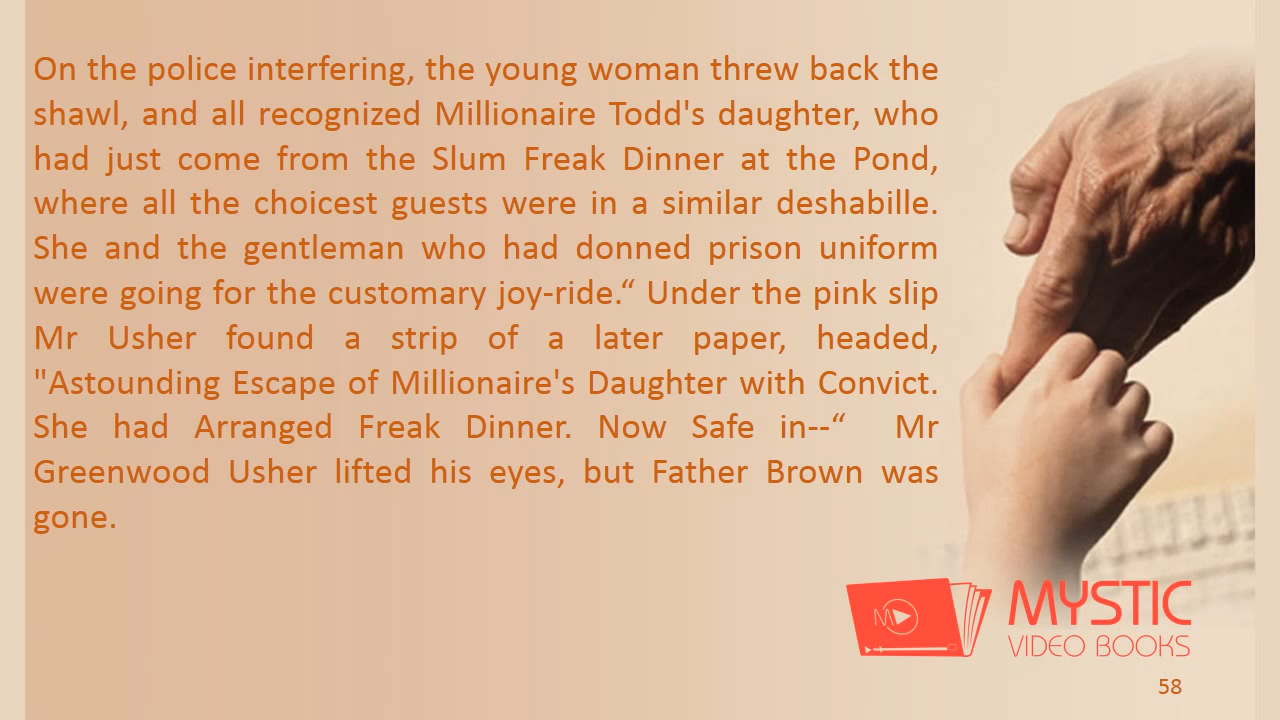 On the police interfering, the young woman threw back the
shawl, and all recognized Millionaire Todd's daughter, who
had just come from the Slum Freak Dinner at the Pond,
where all the choicest guests were in a similar deshabille.
She and the gentleman who had donned prison uniform
were going for the customary joy-ride.“ Under the pink slip
Mr Usher found a strip of a later paper, headed,
"Astounding Escape of Millionaire's Daughter with Convict.
She had Arranged Freak Dinner. Now Safe in--“ Mr
Greenwood Usher lifted his eyes, but Father Brown was
gone.
M
MYSTIC
VIDEO BOOKS
58